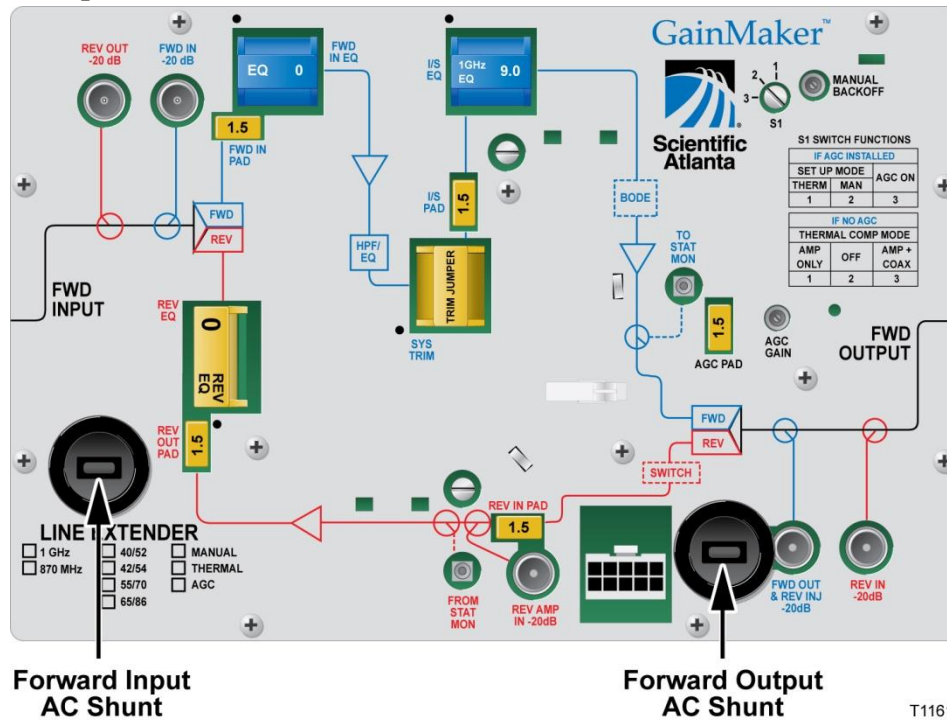 GainMaker™
REV OUT
-20 dB
FWD IN
-20 dB
EQ 0
FWD
IN EQ
I/S
EQ
1GHz
EQ 9.0
Scientific
Atlanta
1
2
3
S1
MANUAL
BACKOFF
1.5
FWD IN
PAD
I/S
PAD
1.5
S1 SWITCH FUNCTIONS
IF AGC INSTALLED
SET UP MODE
AGC ON
THERM MAN
1 2 3
IF NO AGC
THERMAL COMP MODE
AMP
ONLY
OFF
AMP +
COAX
1 2 3
BODE
FWD
REV
HPF/
EQ
TRIM JUMPER
SYS
TRIM
TO
STAT
MON
1.5
AGC PAD
AGC
GAIN
FWD
INPUT
FWD
OUTPUT
REV
EQ
0
REV
EQ
REV
OUT
PAD
1.5
FWD
REV
SWITCH
REV IN PAD
1.5
LINE EXTENDER
1 GHz
870 MHz
40/52
42/54
55/70
65/86
MANUAL
THERMAL
AGC
FROM
STAT
MON
REV AMP
IN -20dB
FWD OUT
& REV INJ
-20dB
REV IN
-20dB
Forward Input
AC Shunt
Forward Output
AC Shunt
T116